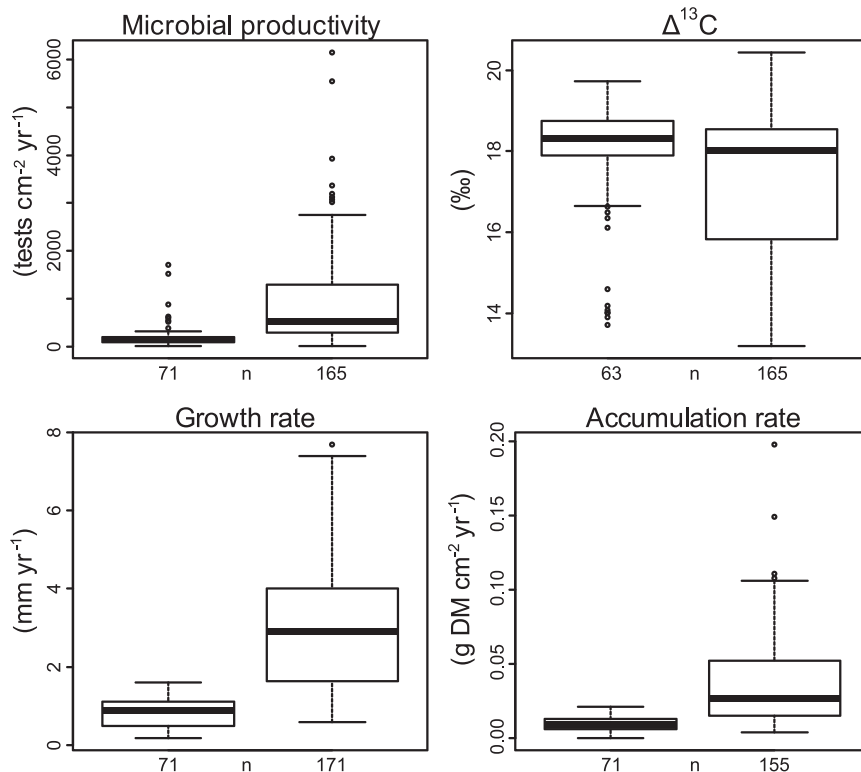 Microbial productivity
(tests cm⁻² yr⁻¹)
6000
4000
2000
0
71 n 165
Δ¹³C
(‰)
20
18
16
14
63 n 165
Growth rate
(mm yr⁻¹)
8
6
4
2
0
71 n 171
Accumulation rate
(g DM cm⁻² yr⁻¹)
0.20
0.15
0.10
0.05
0.00
71 n 155